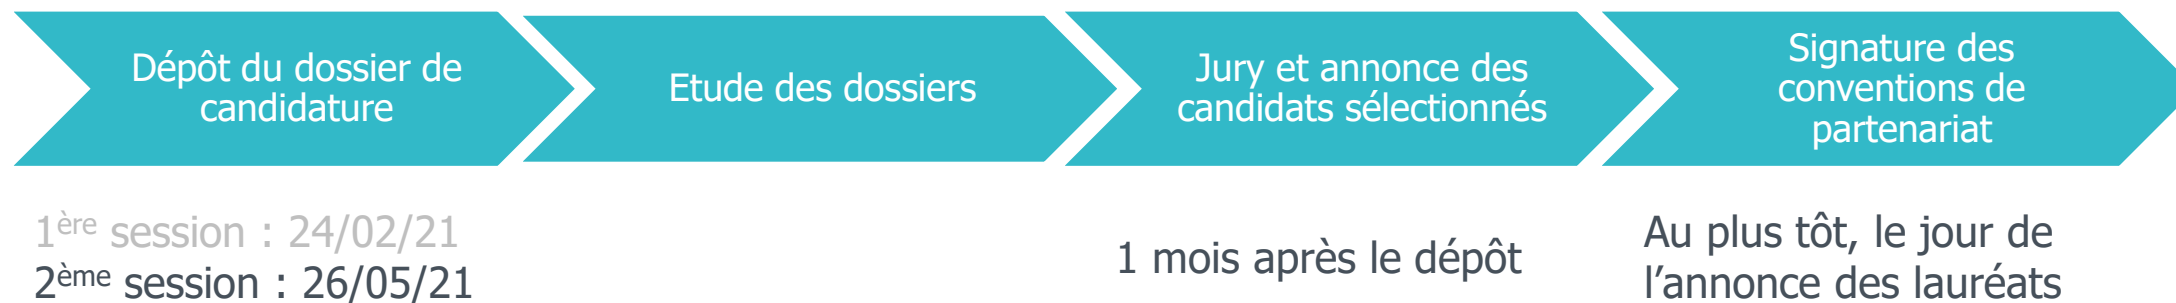 Dépôt du dossier de
candidature
Etude des dossiers
Jury et annonce des
candidats sélectionnés
Signature des
conventions de
partenariat
1ère session : 24/02/21
2ème session : 26/05/21
1 mois après le dépôt
Au plus tôt, le jour de
l’annonce des lauréats